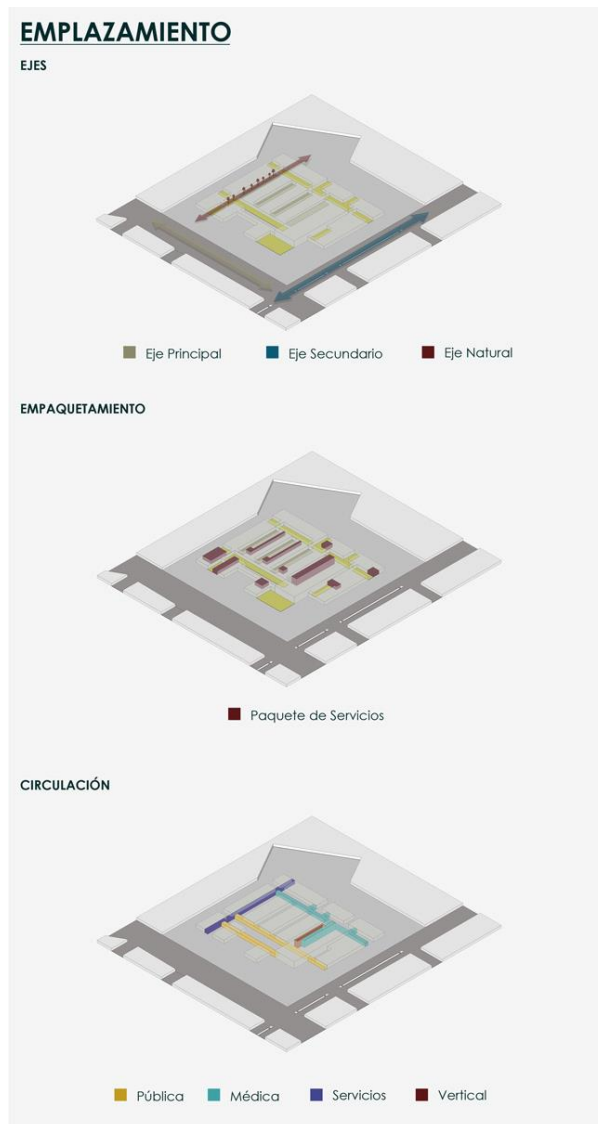 EMPLAZAMIENTO
EJES
Eje Principal Eje Secundario Eje Natural
EMPAQUETAMIENTO
Paquete de Servicios
CIRCULACIÓN
Pública Médica Servicios Vertical